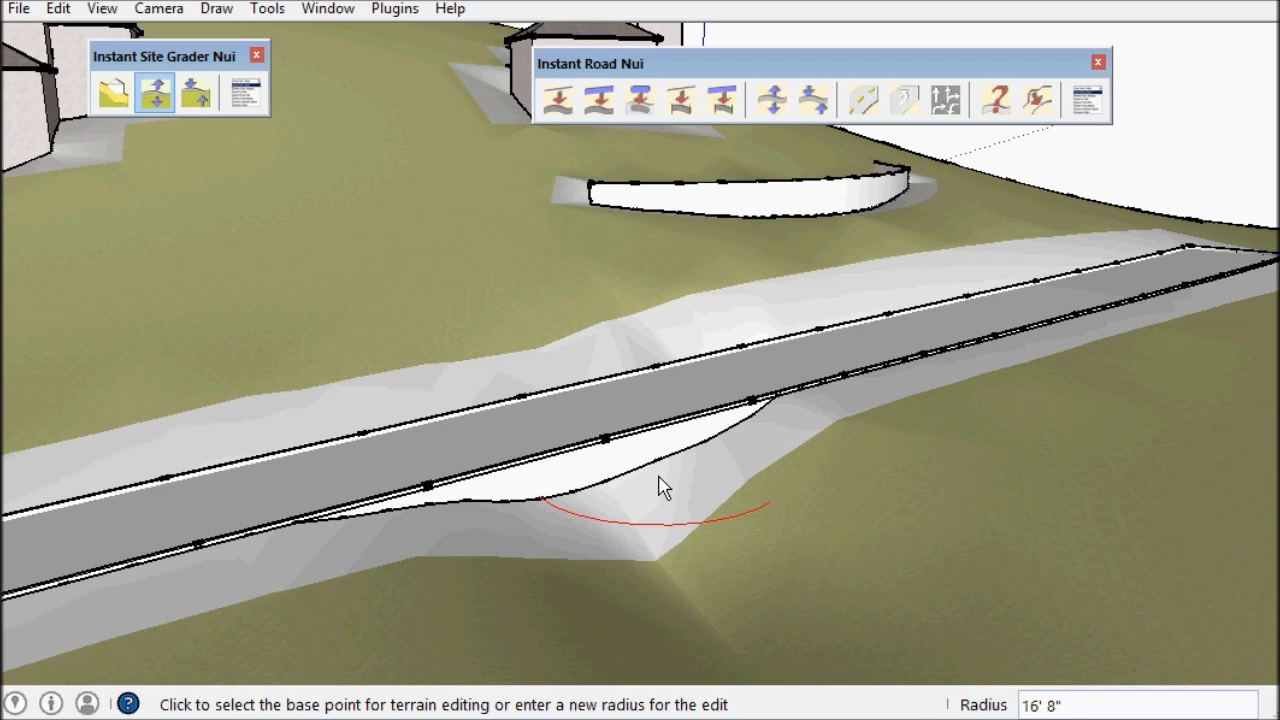 File Edit View Camera Draw Tools Window Plugins Help
Instant Site Grader Nui
Instant Road Nui
Click to select the base point for terrain editing or enter a new radius for the edit
Radius 16' 8"